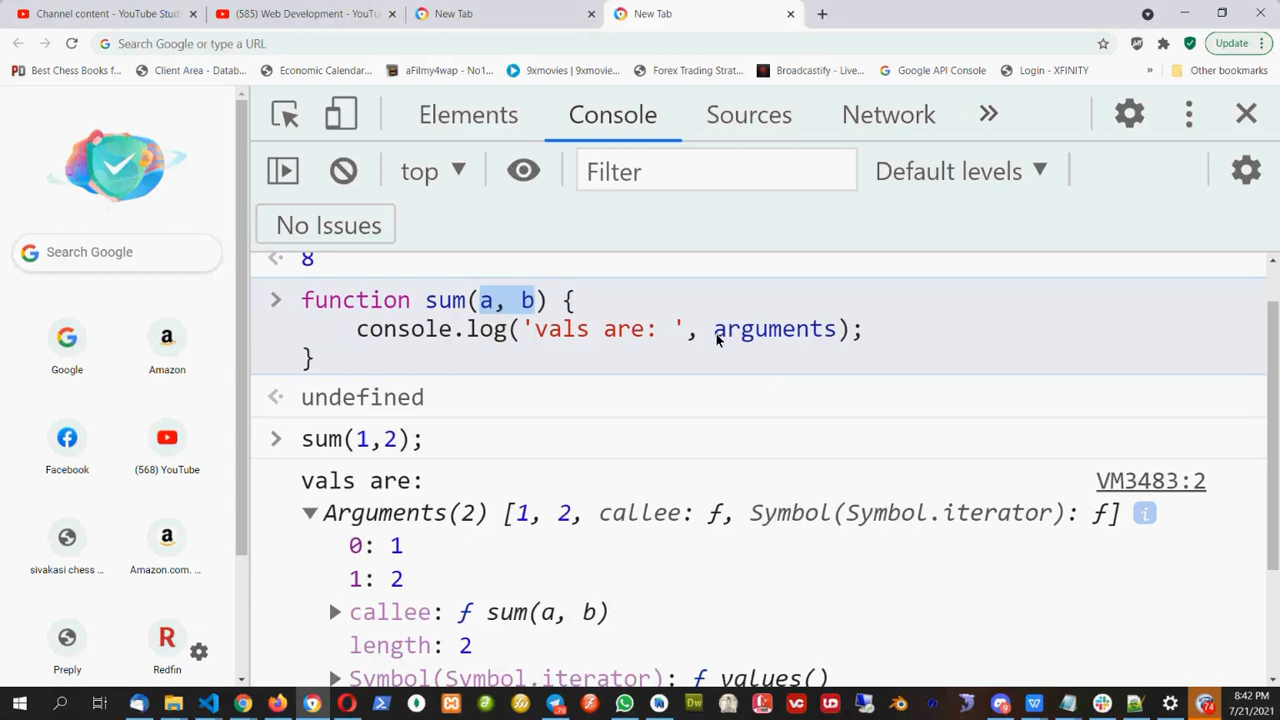 Channel content - YouTube Stud
(585) Web Development - YouTu
New Tab
New Tab
Search Google or type a URL
Update
Best Chess Books f...
Client Area - Datab...
Economic Calendar...
aFilmy4wap - No1...
9xmovies | 9xmovie...
Forex Trading Strat...
Broadcastify - Live...
Google API Console
Login - XFINITY
»
Other bookmarks
Elements
Console
Sources
Network
top
Filter
Default levels
No Issues
Search Google
8
function sum(a, b) {
console.log('vals are: ', arguments);
}
undefined
sum(1,2);
vals are:
VM3483:2
Arguments(2) [1, 2, callee: ƒ, Symbol(Symbol.iterator): ƒ]
0: 1
1: 2
callee: ƒ sum(a, b)
length: 2
Symbol(Symbol.iterator): ƒ values()
Google
Amazon
Facebook
(568) YouTube
sivakasi chess ...
Amazon.com. ...
Preply
Redfin
8:42 PM
7/21/2021